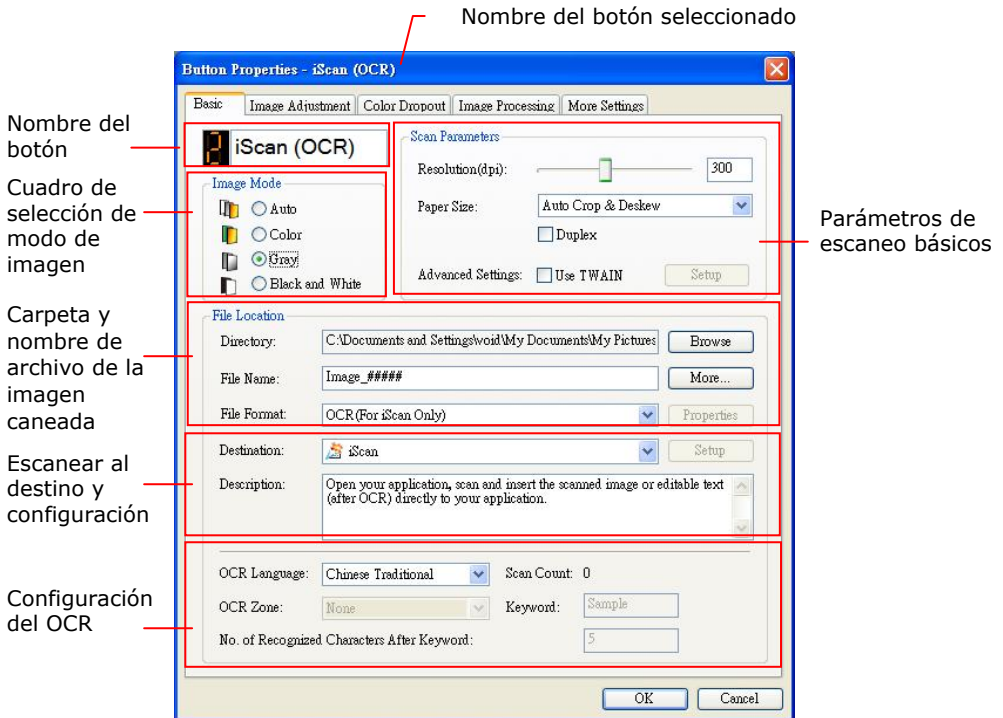 Nombre del botón seleccionado
Button Properties - iScan (OCR)
Basic Image Adjustment Color Dropout Image Processing More Settings
Nombre del
botón
2 iScan (OCR)
Cuadro de
selección de
modo de
imagen
Image Mode
Auto
Color
Gray
Black and White
Scan Parameters
Resolution(dpi): 300
Paper Size: Auto Crop & Deskew
Duplex
Advanced Settings: Use TWAIN Setup
Parámetros de
escaneo básicos
Carpeta y
nombre de
archivo de la
imagen
caneada
File Location
Directory: C:\Documents and Settings\void\My Documents\My Pictures Browse
File Name: Image_##### More...
File Format: OCR(For iScan Only) Properties
Escanear al
destino y
configuración
Destination: iScan Setup
Description: Open your application, scan and insert the scanned image or editable text
(after OCR) directly to your application.
Configuración
del OCR
OCR Language: Chinese Traditional Scan Count: 0
OCR Zone: None Keyword: Sample
No. of Recognized Characters After Keyword: 5
OK Cancel